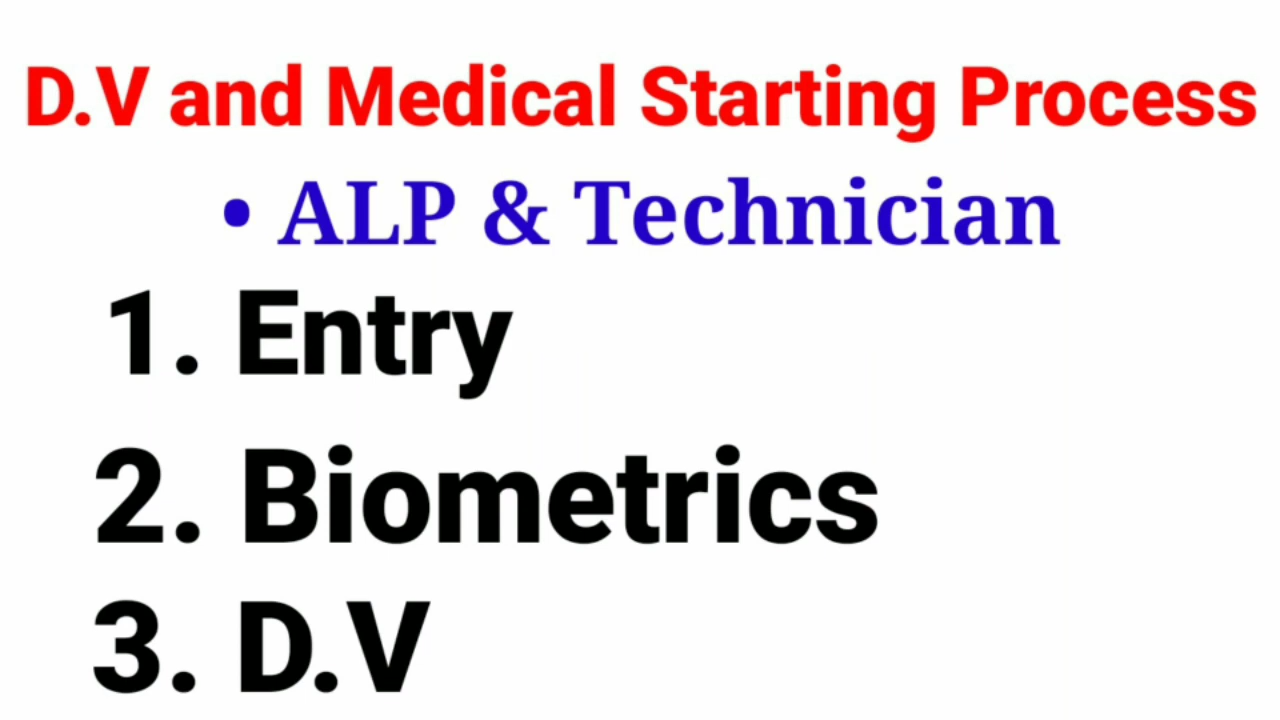 D.V and Medical Starting Process
• ALP & Technician
1. Entry
2. Biometrics
3. D.V